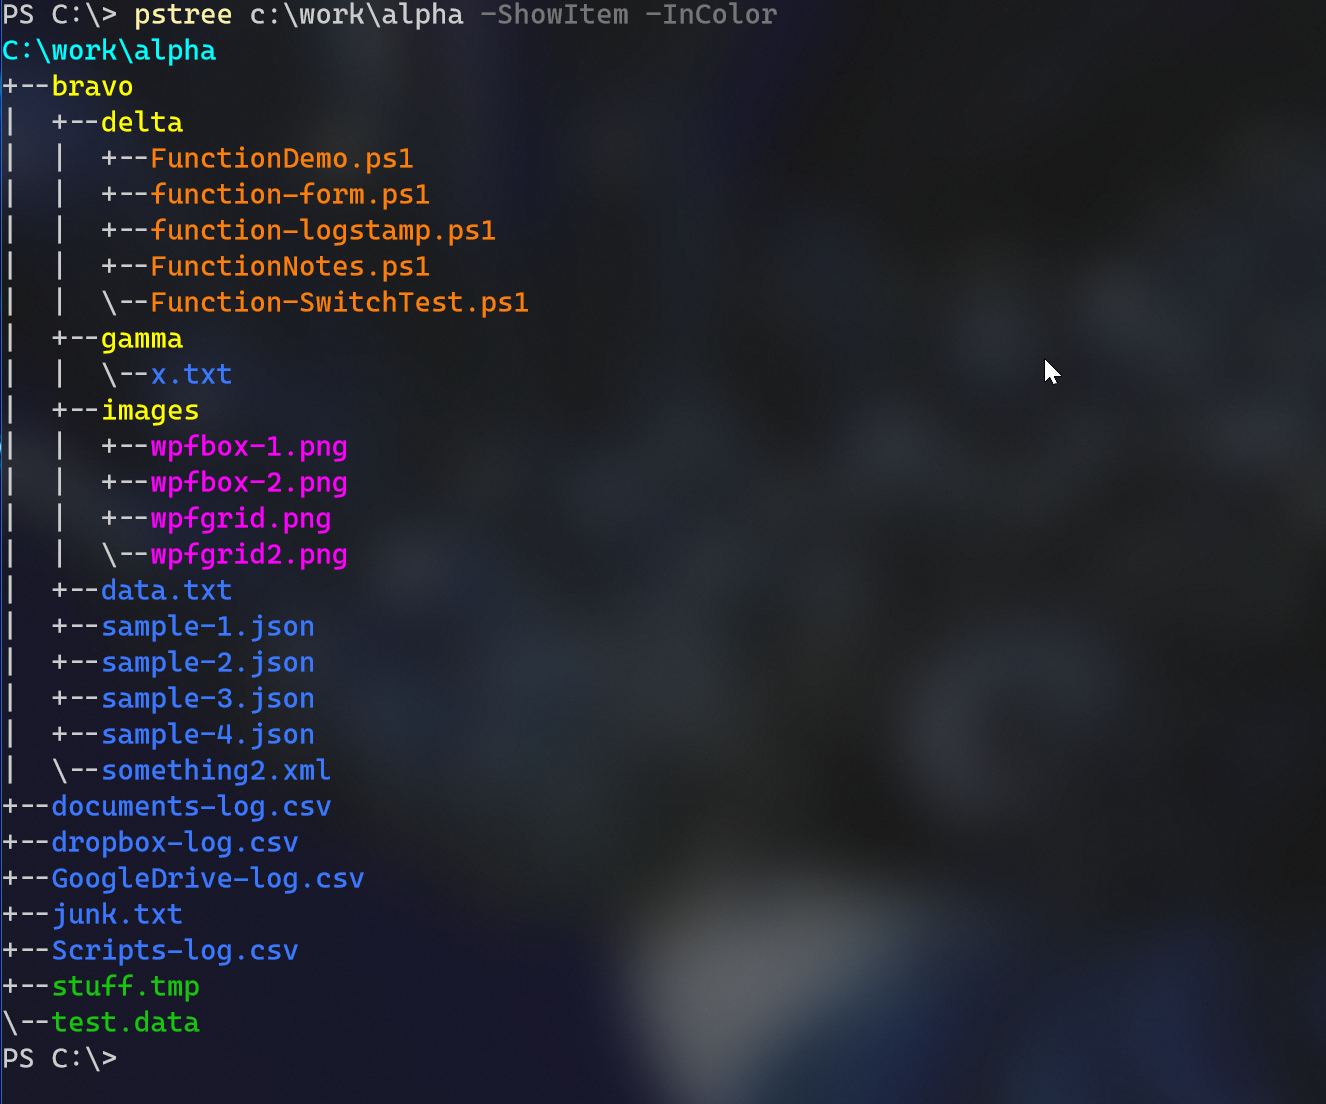 PS C:\> pstree c:\work\alpha -ShowItem -InColor
C:\work\alpha
+--bravo
|  +--delta
|  |  +--FunctionDemo.ps1
|  |  +--function-form.ps1
|  |  +--function-logstamp.ps1
|  |  +--FunctionNotes.ps1
|  |  \--Function-SwitchTest.ps1
|  +--gamma
|  |  \--x.txt
|  +--images
|  |  +--wpfbox-1.png
|  |  +--wpfbox-2.png
|  |  +--wpfgrid.png
|  |  \--wpfgrid2.png
|  +--data.txt
|  +--sample-1.json
|  +--sample-2.json
|  +--sample-3.json
|  +--sample-4.json
|  \--something2.xml
+--documents-log.csv
+--dropbox-log.csv
+--GoogleDrive-log.csv
+--junk.txt
+--Scripts-log.csv
+--stuff.tmp
\--test.data
PS C:\>